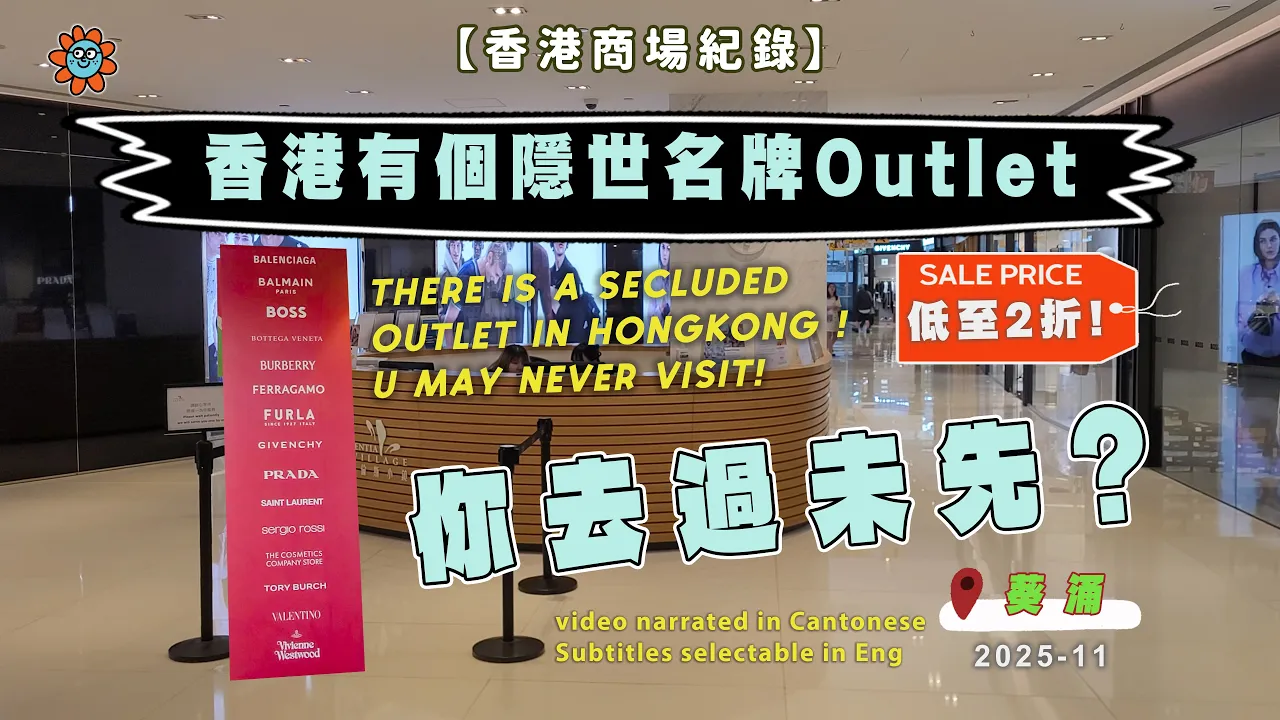 【香港商場紀錄】
香港有個隱世名牌Outlet
THERE IS A SECLUDED
OUTLET IN HONGKONG !
U MAY NEVER VISIT!
SALE PRICE
低至2折!
GIVENCHY
PRADA
BALENCIAGA
BALMAIN
PARIS
BOSS
BOTTEGA VENETA
BURBERRY
FERRAGAMO
FURLA
SINCE 1927 ITALY
GIVENCHY
PRADA
SAINT LAURENT
sergio rossi
THE COSMETICS
COMPANY STORE
TORY BURCH
VALENTINO
Vivienne
Westwood
VILLAGE
你去過未先?
葵涌
video narrated in Cantonese
Subtitles selectable in Eng
2025-11